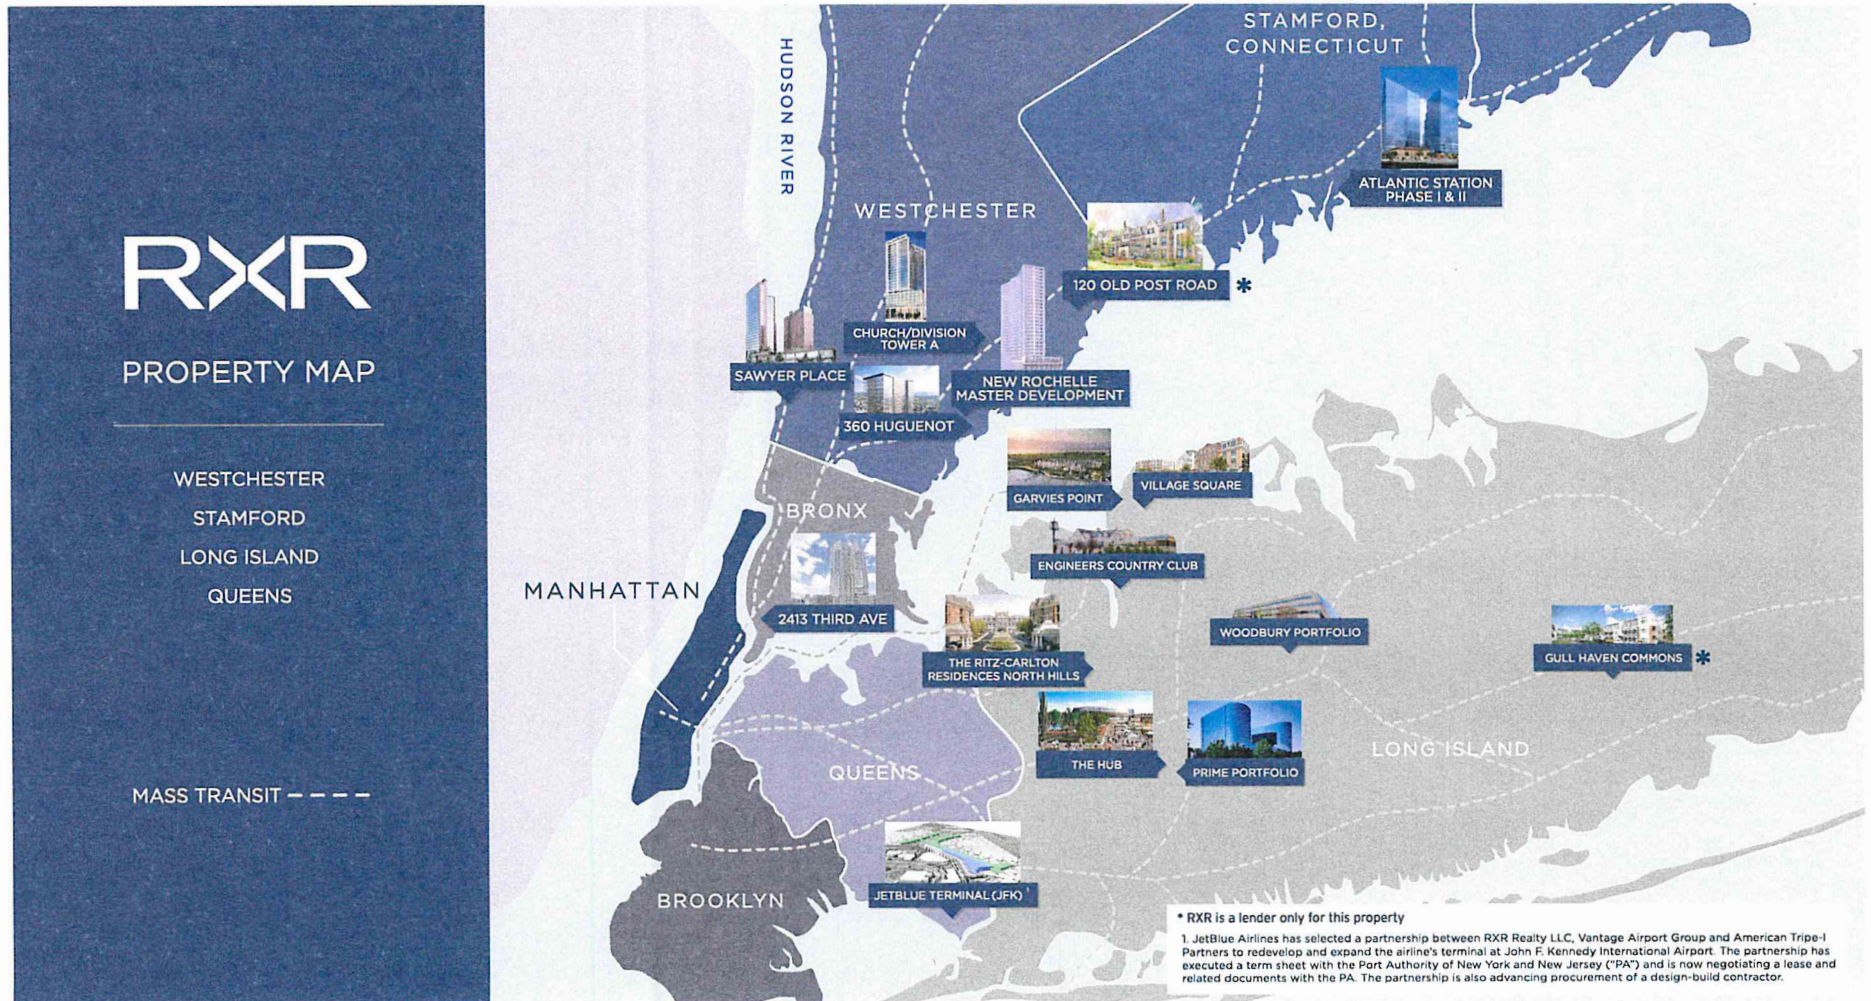 RXR
PROPERTY MAP
WESTCHESTER
STAMFORD
LONG ISLAND
QUEENS
MASS TRANSIT
HUDSON RIVER
STAMFORD,
CONNECTICUT
ATLANTIC STATION
PHASE I & II
WESTCHESTER
120 OLD POST ROAD *
CHURCH/DIVISION
TOWER A
SAWYER PLACE
NEW ROCHELLE
MASTER DEVELOPMENT
360 HUGUENOT
GARVIES POINT
VILLAGE SQUARE
BRONX
ENGINEERS COUNTRY CLUB
MANHATTAN
2413 THIRD AVE
WOODBURY PORTFOLIO
THE RITZ-CARLTON
RESIDENCES NORTH HILLS
GULL HAVEN COMMONS *
THE HUB
PRIME PORTFOLIO
LONG ISLAND
QUEENS
JETBLUE TERMINAL (JFK) 1
BROOKLYN
* RXR is a lender only for this property
1. JetBlue Airlines has selected a partnership between RXR Realty LLC, Vantage Airport Group and American Tripe-I
Partners to redevelop and expand the airline's terminal at John F. Kennedy International Airport. The partnership has
executed a term sheet with the Port Authority of New York and New Jersey ("PA") and is now negotiating a lease and
related documents with the PA. The partnership is also advancing procurement of a design-build contractor.